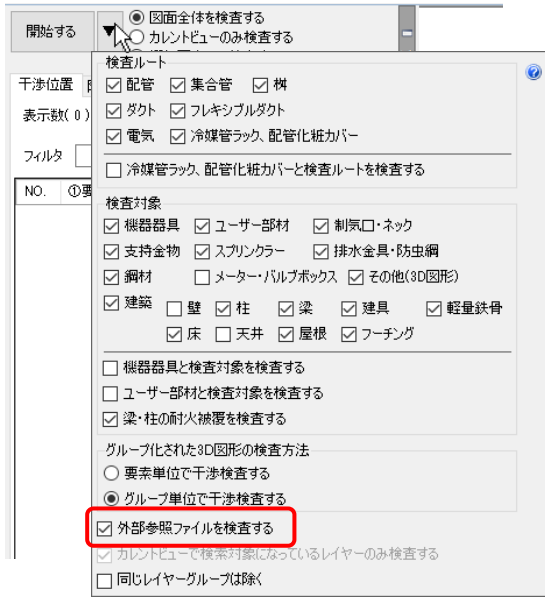 開始する
図面全体を検査する
カレントビューのみ検査する
干渉位置
表示数( 0 )
フィルタ
NO. ①要
検査ルート
配管 集合管 桝
ダクト フレキシブルダクト
電気 冷媒管ラック、配管化粧カバー
冷媒管ラック、配管化粧カバーと検査ルートを検査する
検査対象
機器器具 ユーザー部材 制気口・ネック
支持金物 スプリンクラー 排水金具・防虫網
鋼材 メーター・バルブボックス その他(3D図形)
建築 壁 柱 梁 建具 軽量鉄骨
床 天井 屋根 フーチング
機器器具と検査対象を検査する
ユーザー部材と検査対象を検査する
梁・柱の耐火被覆を検査する
グループ化された3D図形の検査方法
要素単位で干渉検査する
グループ単位で干渉検査する
外部参照ファイルを検査する
カレントビューで検索対象になっているレイヤーのみ検査する
同じレイヤーグループは除く